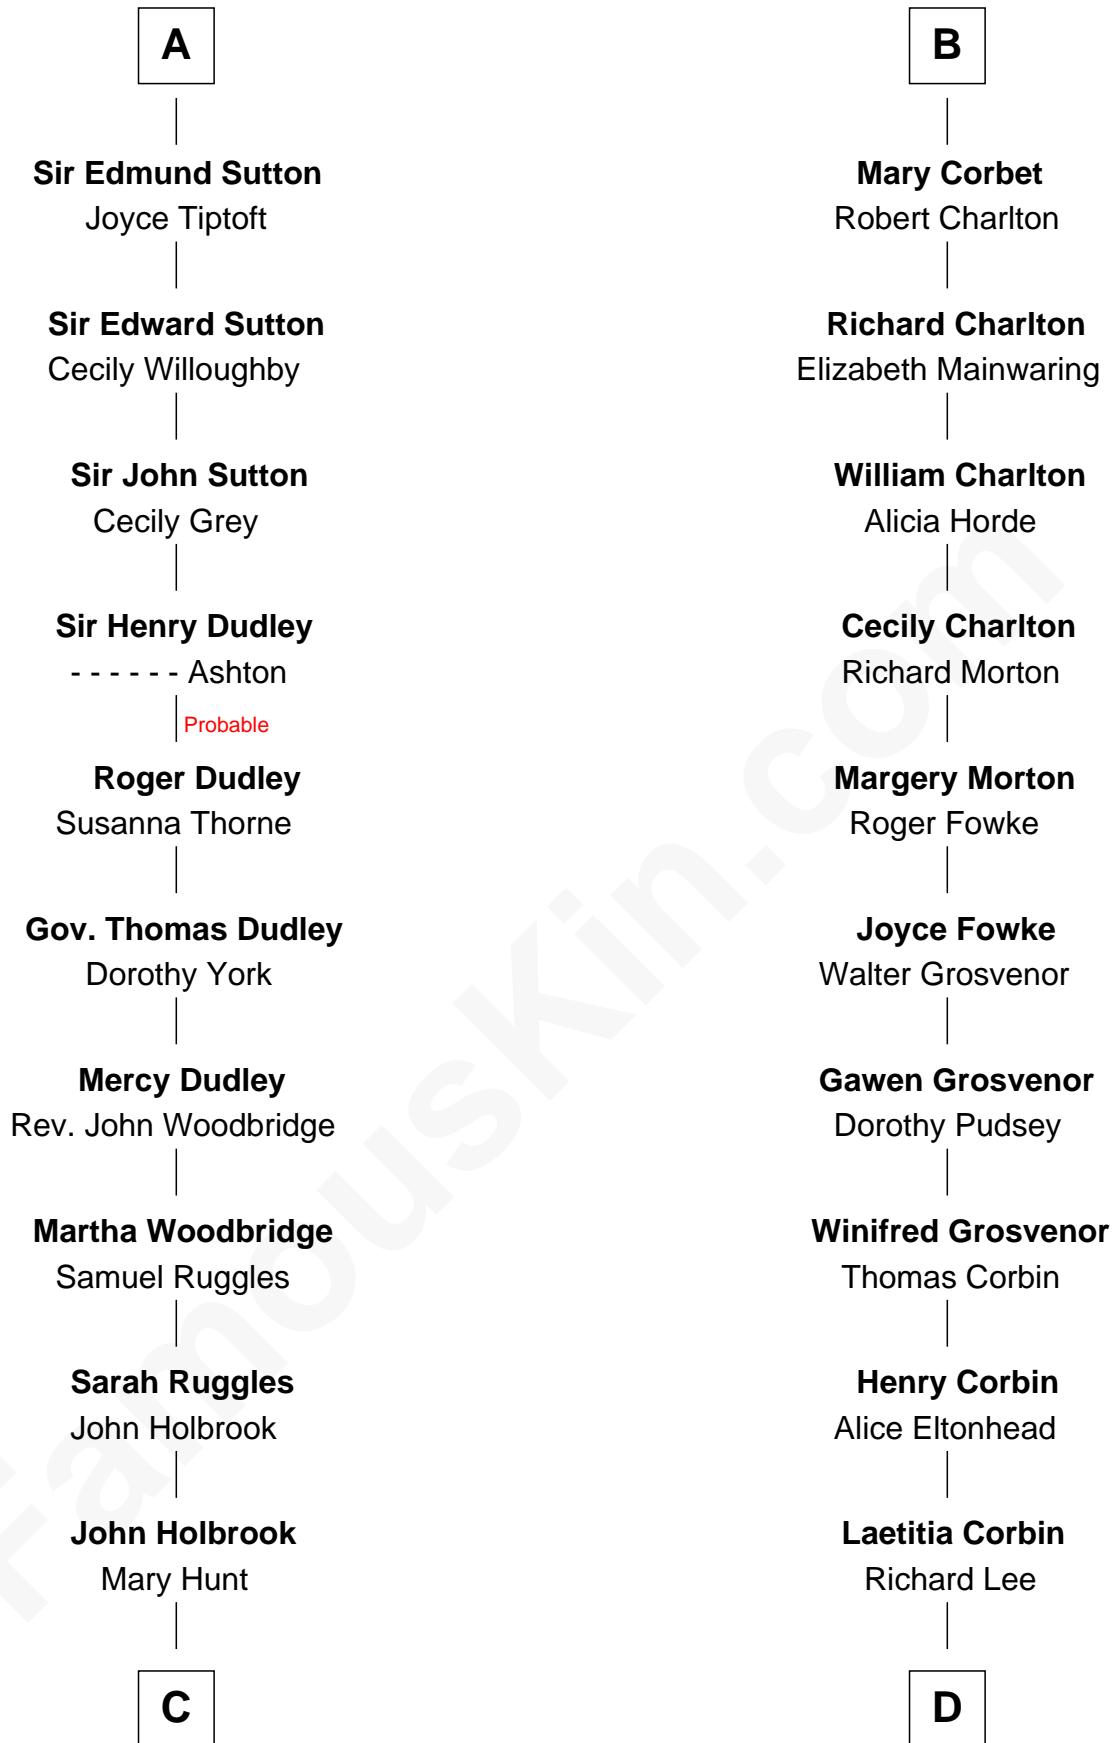 A
Sir Edmund Sutton
Joyce Tiptoft
Sir Edward Sutton
Cecily Willoughby
Sir John Sutton
Cecily Grey
Sir Henry Dudley
- - - - - - Ashton
Probable
Roger Dudley
Susanna Thorne
Gov. Thomas Dudley
Dorothy York
Mercy Dudley
Rev. John Woodbridge
Martha Woodbridge
Samuel Ruggles
Sarah Ruggles
John Holbrook
John Holbrook
Mary Hunt
C
B
Mary Corbet
Robert Charlton
Richard Charlton
Elizabeth Mainwaring
William Charlton
Alicia Horde
Cecily Charlton
Richard Morton
Margery Morton
Roger Fowke
Joyce Fowke
Walter Grosvenor
Gawen Grosvenor
Dorothy Pudsey
Winifred Grosvenor
Thomas Corbin
Henry Corbin
Alice Eltonhead
Laetitia Corbin
Richard Lee
D
FamousKin.com